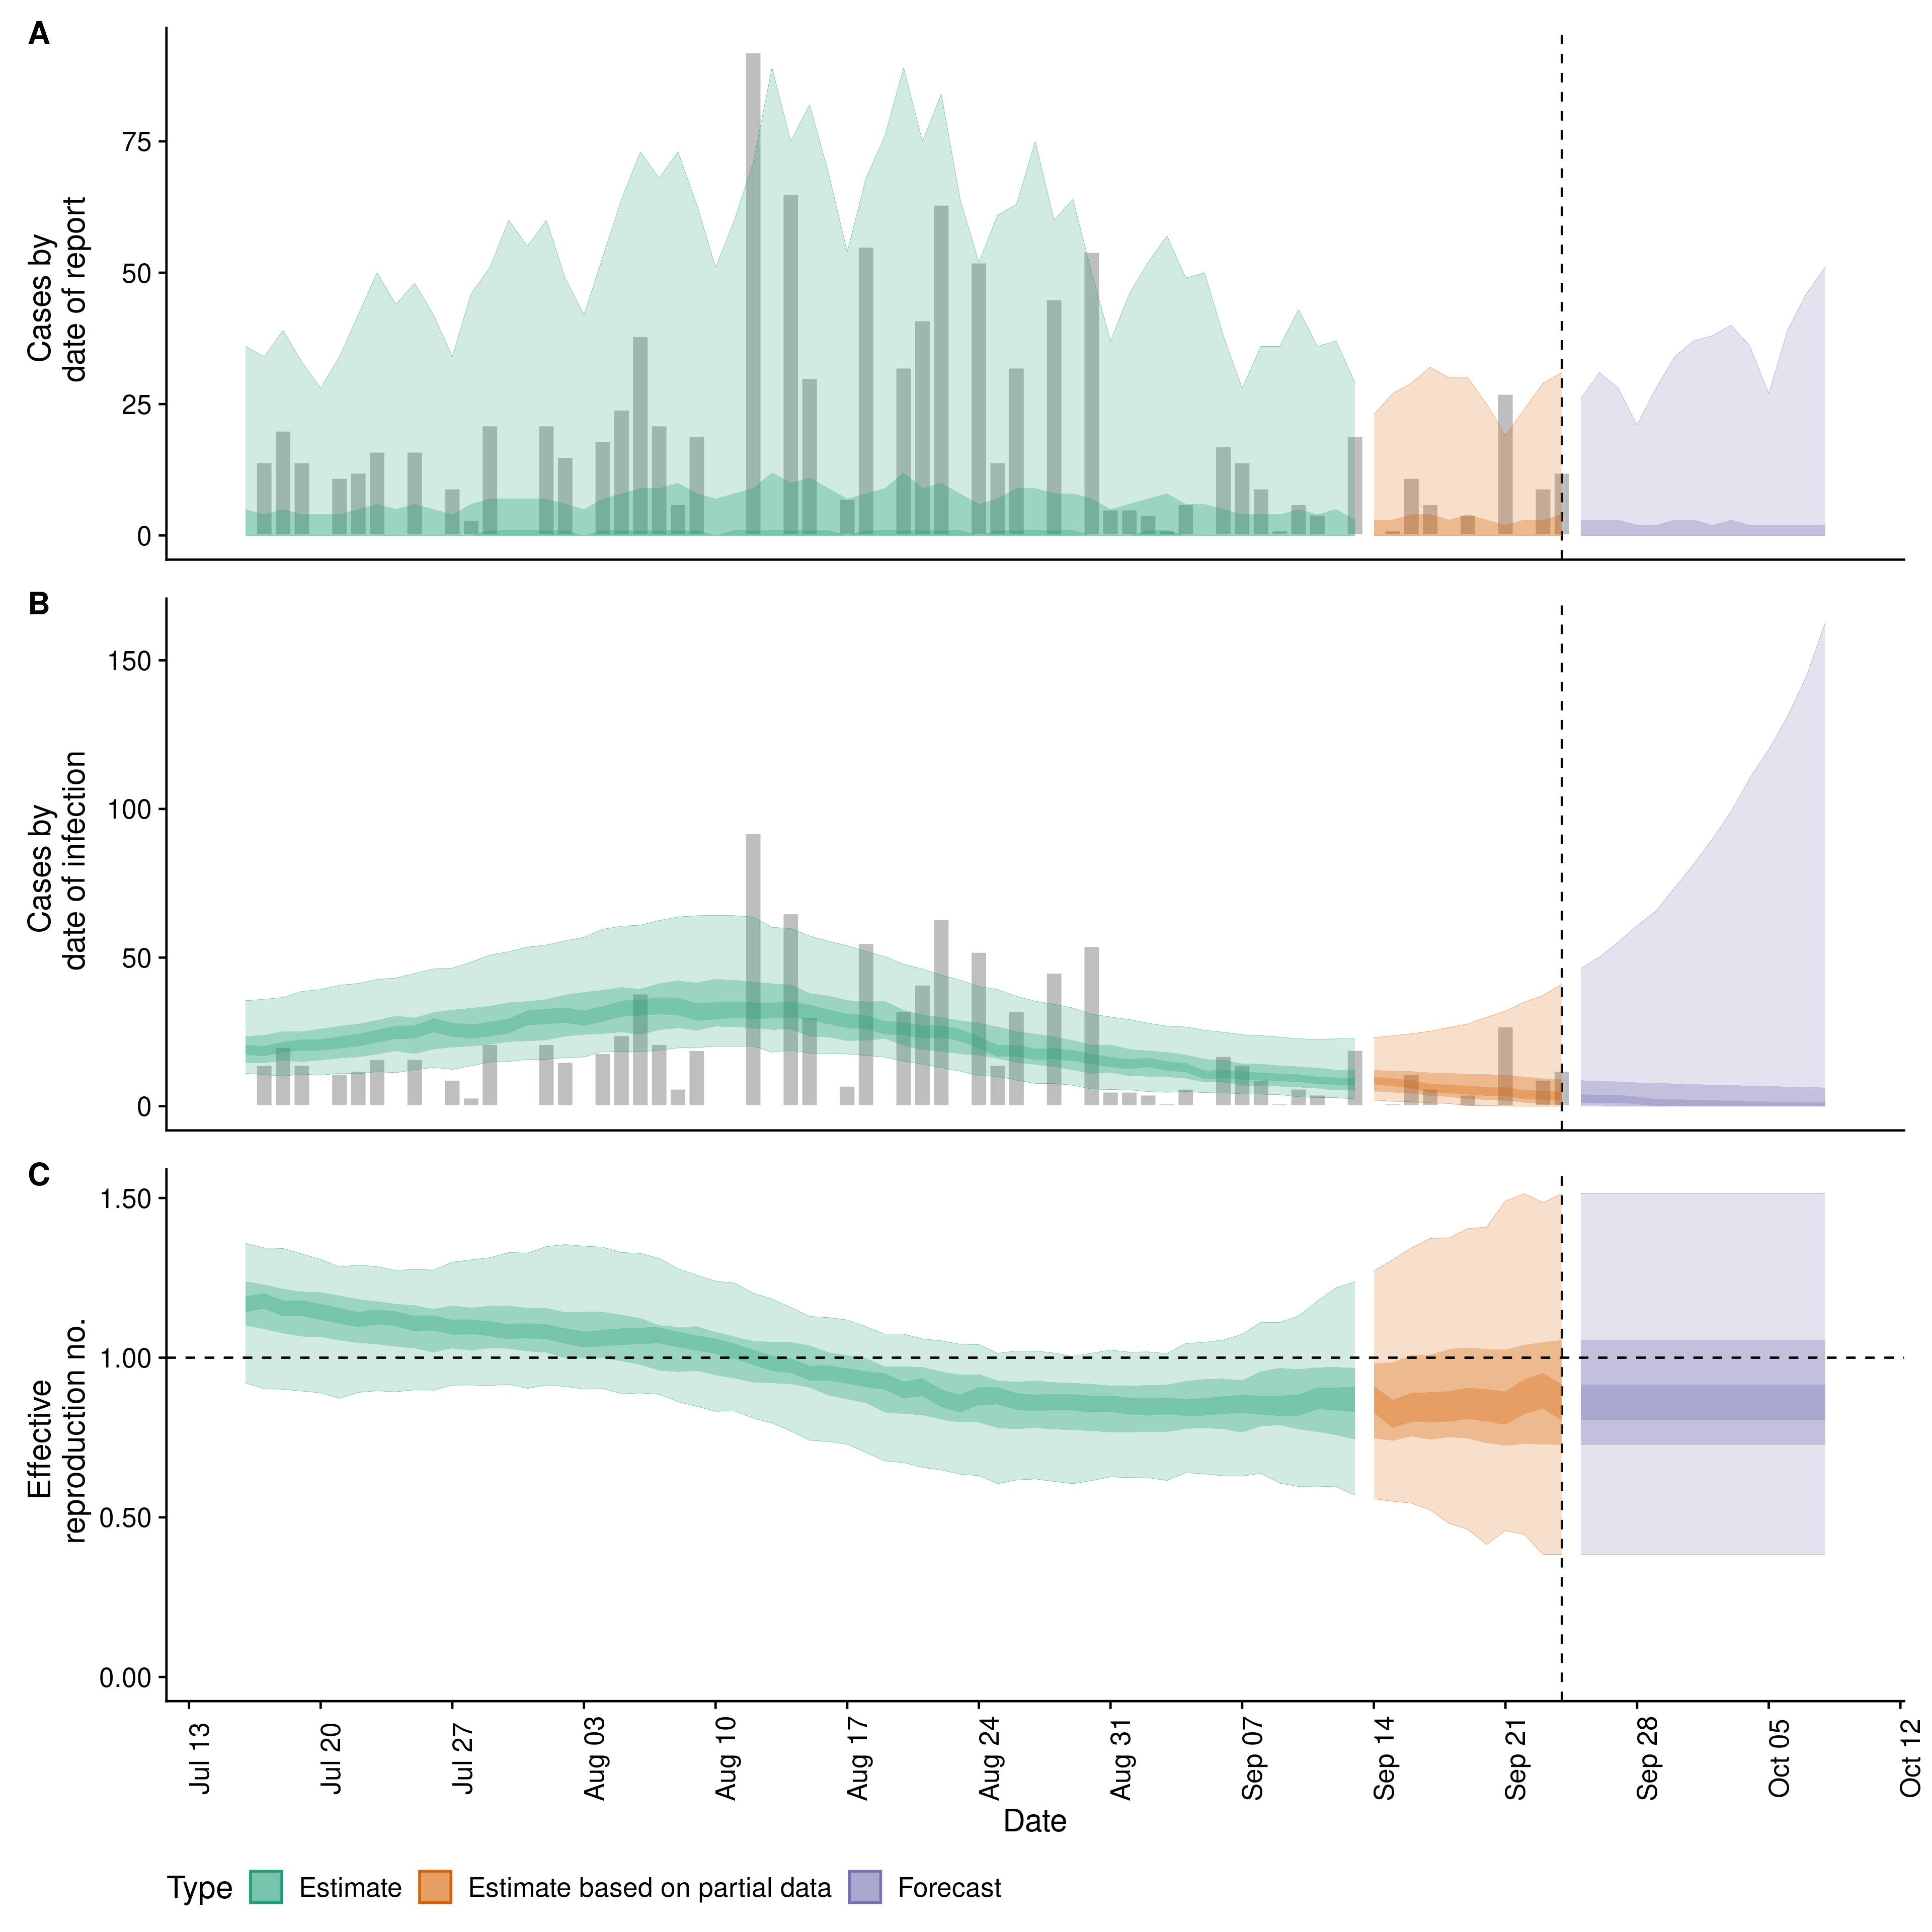 A
Cases by
date of report
75
50
25
0
B
Cases by
date of infection
150
100
50
0
C
Effective
reproduction no.
1.50
1.00
0.50
0.00
Jul 13
Jul 20
Jul 27
Aug 03
Aug 10
Aug 17
Aug 24
Aug 31
Sep 07
Sep 14
Sep 21
Sep 28
Oct 05
Oct 12
Date
Type Estimate Estimate based on partial data Forecast